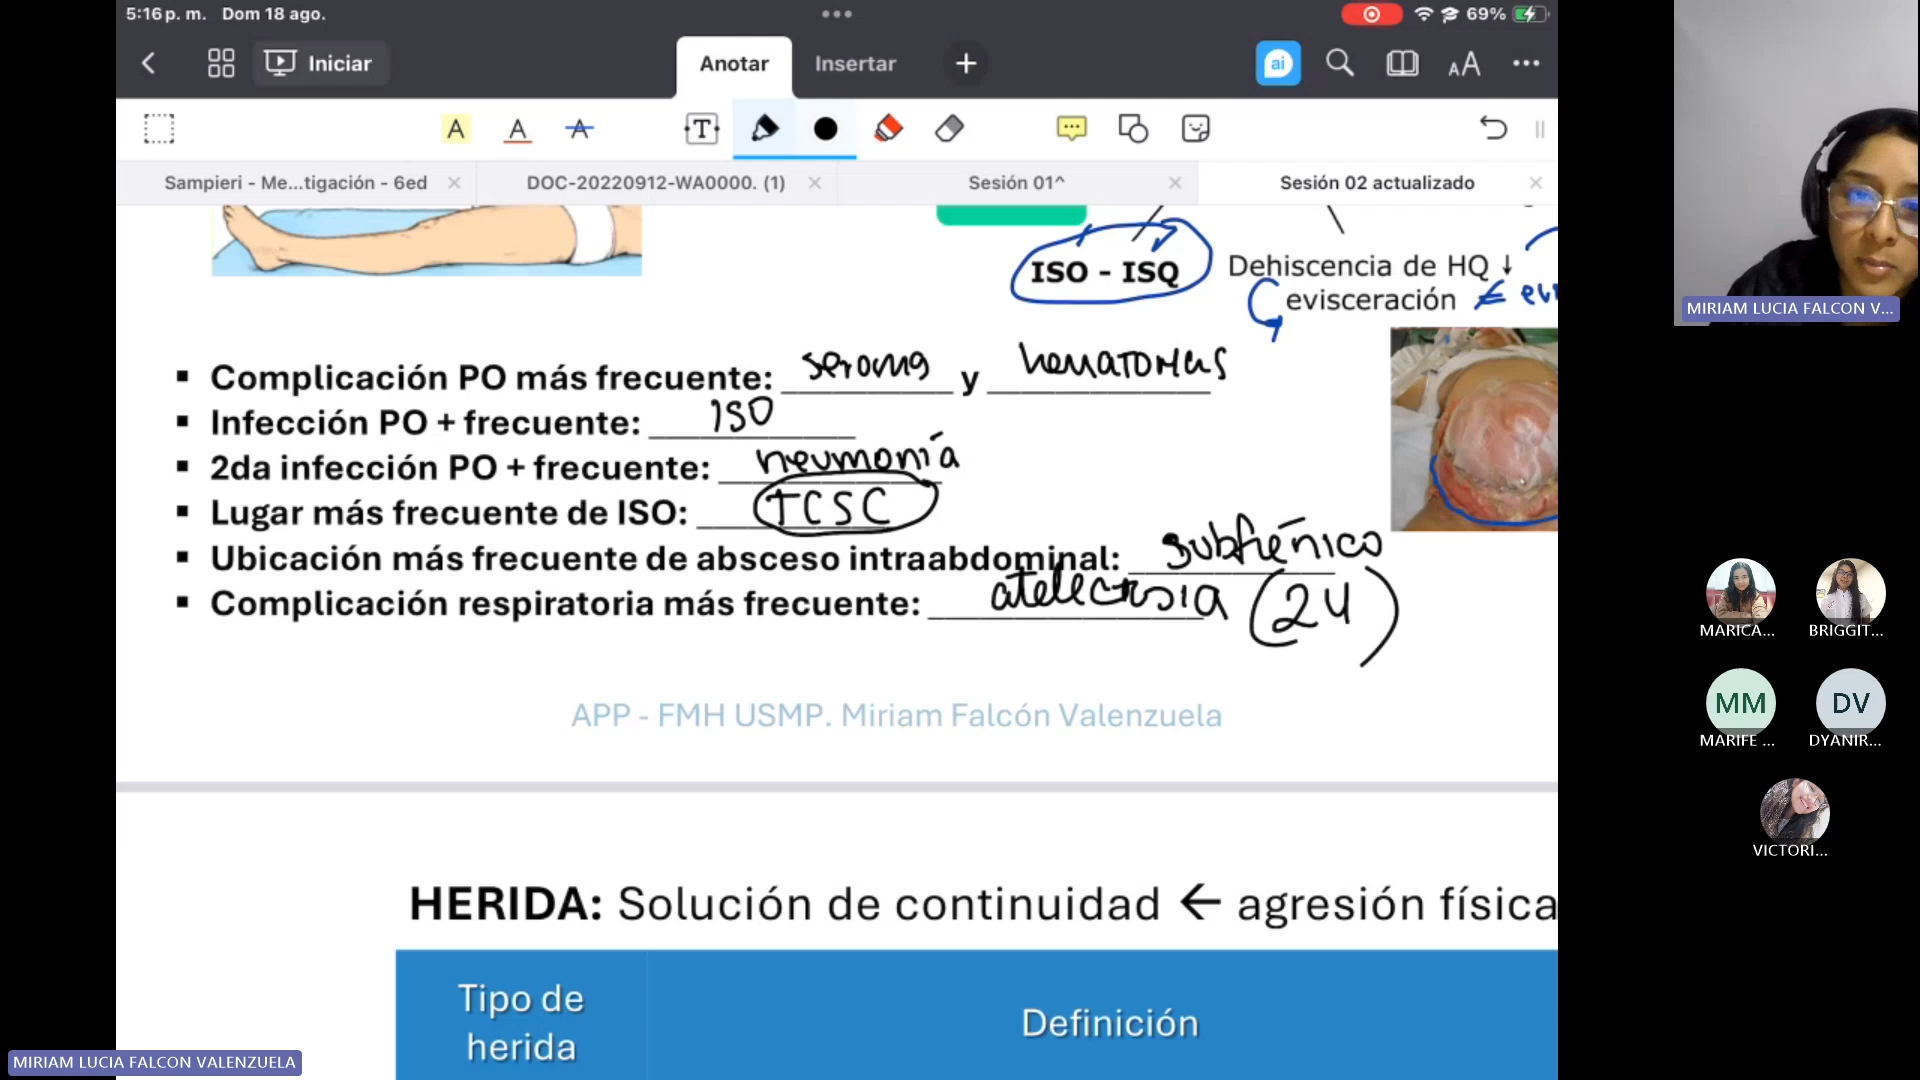 5:16 p. m. Dom 18 ago.
69%
Iniciar
Anotar
Insertar
ai
AA
A A A T
Sampieri - Me...tigación - 6ed
DOC-20220912-WA0000. (1)
Sesión 01^
Sesión 02 actualizado
ISO - ISQ
Dehiscencia de HQ ↓
evisceración
▪ Complicación PO más frecuente: seroma y hematomas
▪ Infección PO + frecuente: ISO
▪ 2da infección PO + frecuente: neumonía
▪ Lugar más frecuente de ISO: TCSC
▪ Ubicación más frecuente de absceso intraabdominal: subfrénico
▪ Complicación respiratoria más frecuente: atelectasia (24)
APP - FMH USMP. Miriam Falcón Valenzuela
HERIDA: Solución de continuidad ← agresión física
Tipo de
herida
Definición
MIRIAM LUCIA FALCON V...
MARICA...
BRIGGIT...
MM
DV
MARIFE ...
DYANIR...
VICTORI...
MIRIAM LUCIA FALCON VALENZUELA